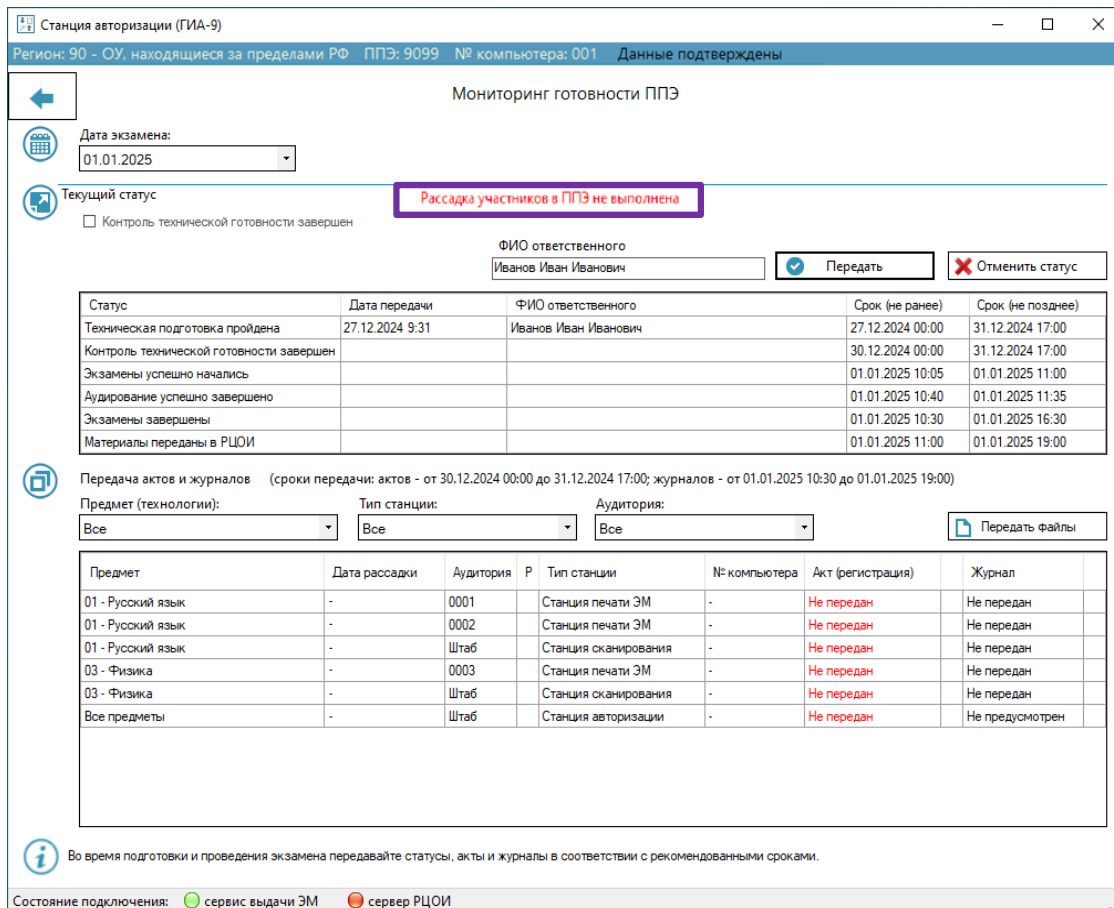 Станция авторизации (ГИА-9)
Регион: 90 - ОУ, находящиеся за пределами РФ ППЭ: 9099 № компьютера: 001 Данные подтверждены
Мониторинг готовности ППЭ
Дата экзамена:
01.01.2025
Текущий статус
Рассадка участников в ППЭ не выполнена
Контроль технической готовности завершен
ФИО ответственного
Иванов Иван Иванович Передать Отменить статус
Статус Дата передачи ФИО ответственного Срок (не ранее) Срок (не позднее)
Техническая подготовка пройдена 27.12.2024 9:31 Иванов Иван Иванович 27.12.2024 00:00 31.12.2024 17:00
Контроль технической готовности завершен 30.12.2024 00:00 31.12.2024 17:00
Экзамены успешно начались 01.01.2025 10:05 01.01.2025 11:00
Аудирование успешно завершено 01.01.2025 10:40 01.01.2025 11:35
Экзамены завершены 01.01.2025 10:30 01.01.2025 16:30
Материалы переданы в РЦОИ 01.01.2025 11:00 01.01.2025 19:00
Передача актов и журналов (сроки передачи: актов - от 30.12.2024 00:00 до 31.12.2024 17:00; журналов - от 01.01.2025 10:30 до 01.01.2025 19:00)
Предмет (технологии): Тип станции: Аудитория:
Все Все Все Передать файлы
Предмет Дата рассадки Аудитория Р Тип станции № компьютера Акт (регистрация) Журнал
01 - Русский язык - 0001 Станция печати ЭМ - Не передан Не передан
01 - Русский язык - 0002 Станция печати ЭМ - Не передан Не передан
01 - Русский язык - Штаб Станция сканирования - Не передан Не передан
03 - Физика - 0003 Станция печати ЭМ - Не передан Не передан
03 - Физика - Штаб Станция сканирования - Не передан Не передан
Все предметы - Штаб Станция авторизации - Не передан Не предусмотрен
Во время подготовки и проведения экзамена передавайте статусы, акты и журналы в соответствии с рекомендованными сроками.
Состояние подключения: сервис выдачи ЭМ сервер РЦОИ